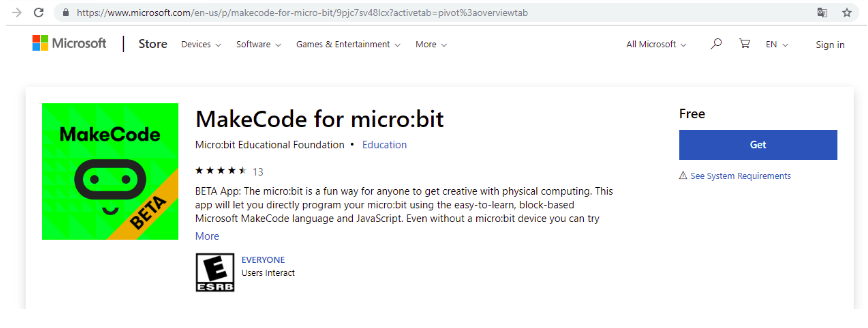 https://www.microsoft.com/en-us/p/makecode-for-micro-bit/9pjc7sv48lcx?activetab=pivot%3aoverviewtab
Microsoft Store Devices Software Games & Entertainment More All Microsoft EN Sign in
MakeCode
BETA
MakeCode for micro:bit
Micro:bit Educational Foundation • Education
13
BETA App: The micro:bit is a fun way for anyone to get creative with physical computing. This
app will let you directly program your micro:bit using the easy-to-learn, block-based
Microsoft MakeCode language and JavaScript. Even without a micro:bit device you can try
More
E
ESRB
EVERYONE
Users Interact
Free
Get
See System Requirements